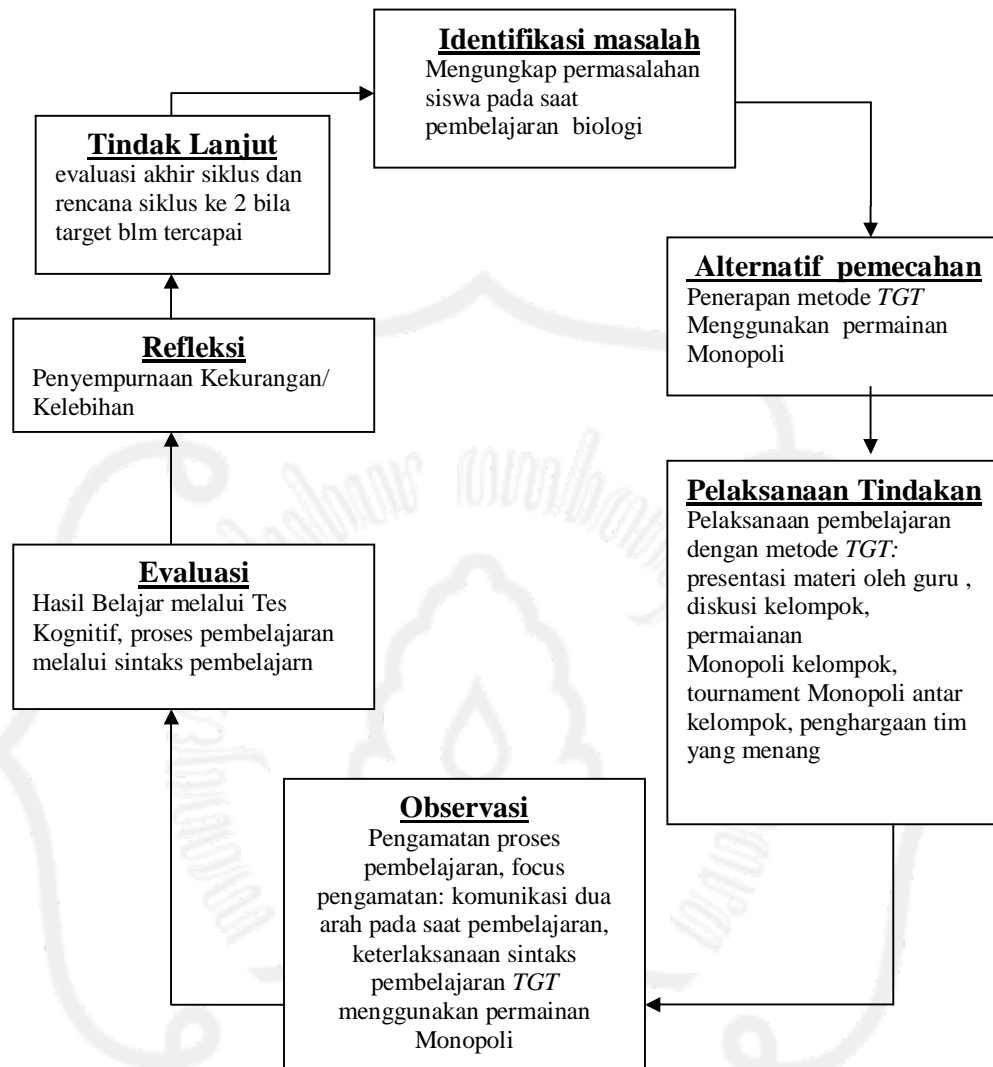 Identifikasi masalah
Mengungkap permasalahan
siswa pada saat
pembelajaran biologi
Tindak Lanjut
evaluasi akhir siklus dan
rencana siklus ke 2 bila
target blm tercapai
Alternatif pemecahan
Penerapan metode TGT
Menggunakan permainan
Monopoli
Refleksi
Penyempurnaan Kekurangan/
Kelebihan
Pelaksanaan Tindakan
Pelaksanaan pembelajaran
dengan metode TGT:
presentasi materi oleh guru ,
diskusi kelompok,
permaianan
Monopoli kelompok,
tournament Monopoli antar
kelompok, penghargaan tim
yang menang
Evaluasi
Hasil Belajar melalui Tes
Kognitif, proses pembelajaran
melalui sintaks pembelajarn
Observasi
Pengamatan proses
pembelajaran, focus
pengamatan: komunikasi dua
arah pada saat pembelajaran,
keterlaksanaan sintaks
pembelajaran TGT
menggunakan permainan
Monopoli